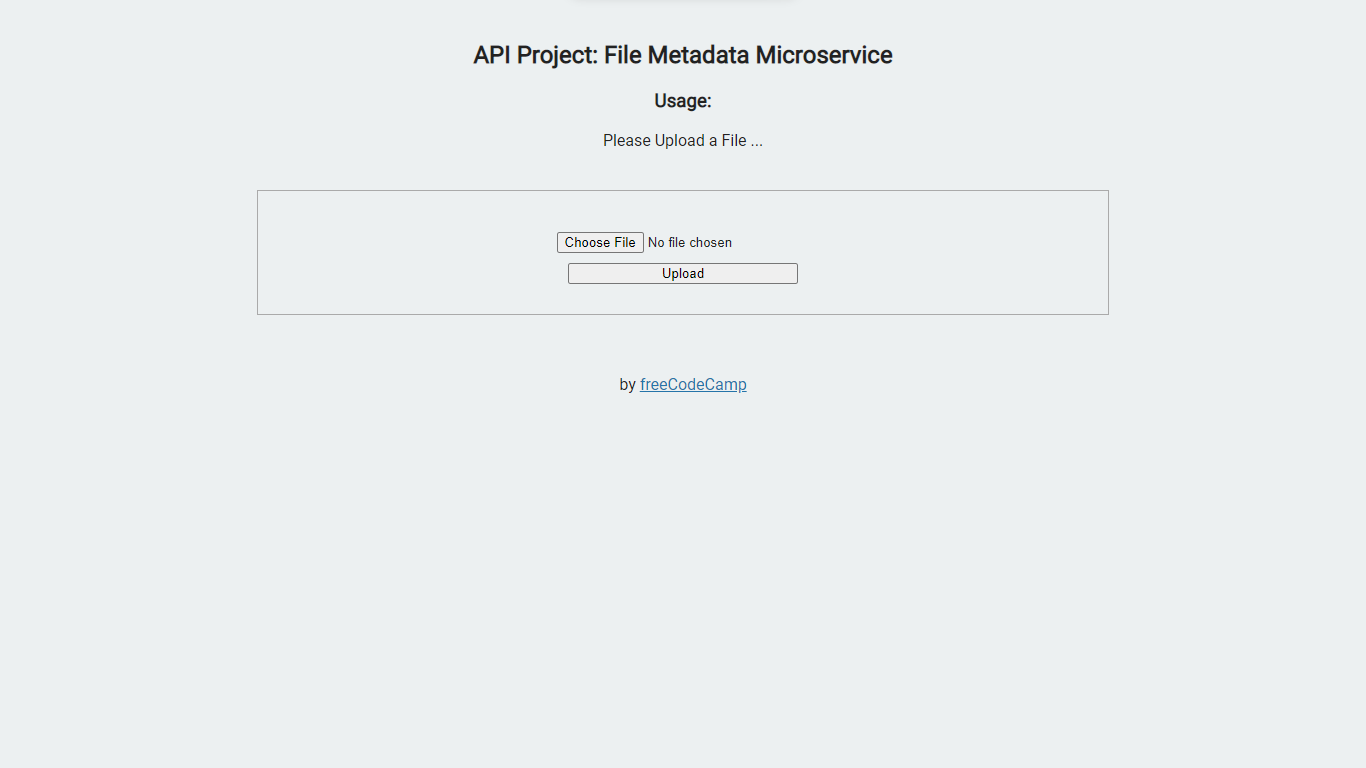 API Project: File Metadata Microservice
Usage:
Please Upload a File ...
Choose File No file chosen
Upload
by freeCodeCamp